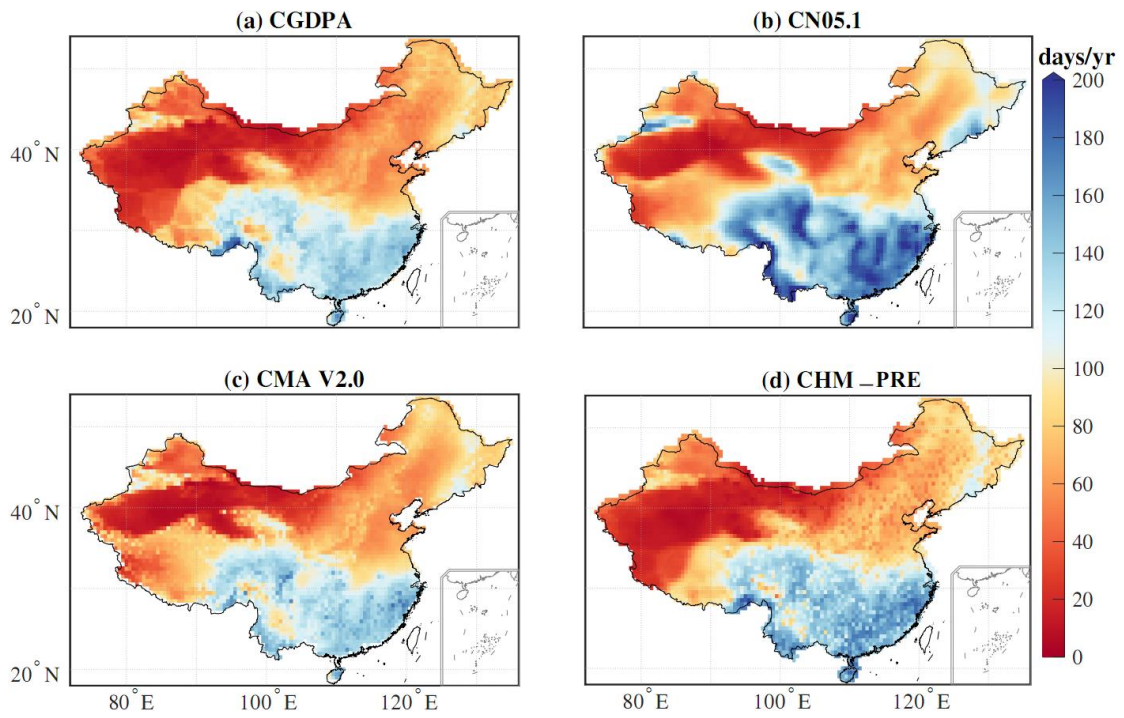 (a) CGDPA
(b) CN05.1
days/yr
200
180
160
140
120
100
80
60
40
20
0
40° N
20° N
(c) CMA V2.0
(d) CHM_PRE
40° N
20° N
80° E
100° E
120° E
80° E
100° E
120° E